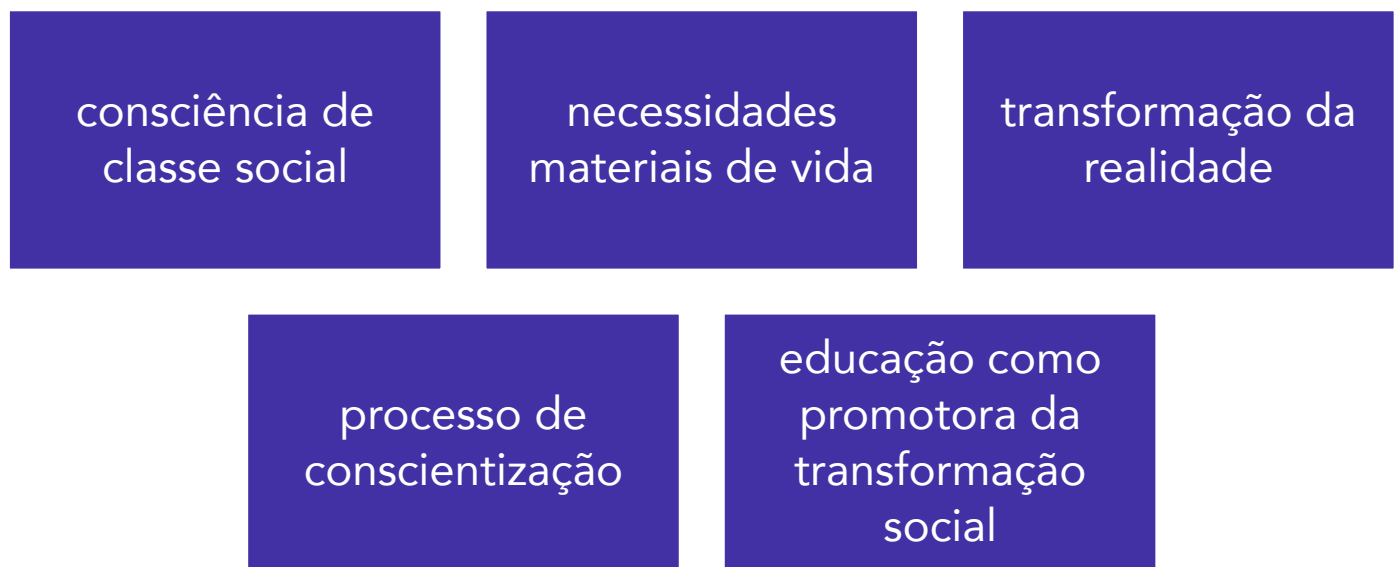 consciência de
classe social
necessidades
materiais de vida
transformação da
realidade
processo de
conscientização
educação como
promotora da
transformação
social